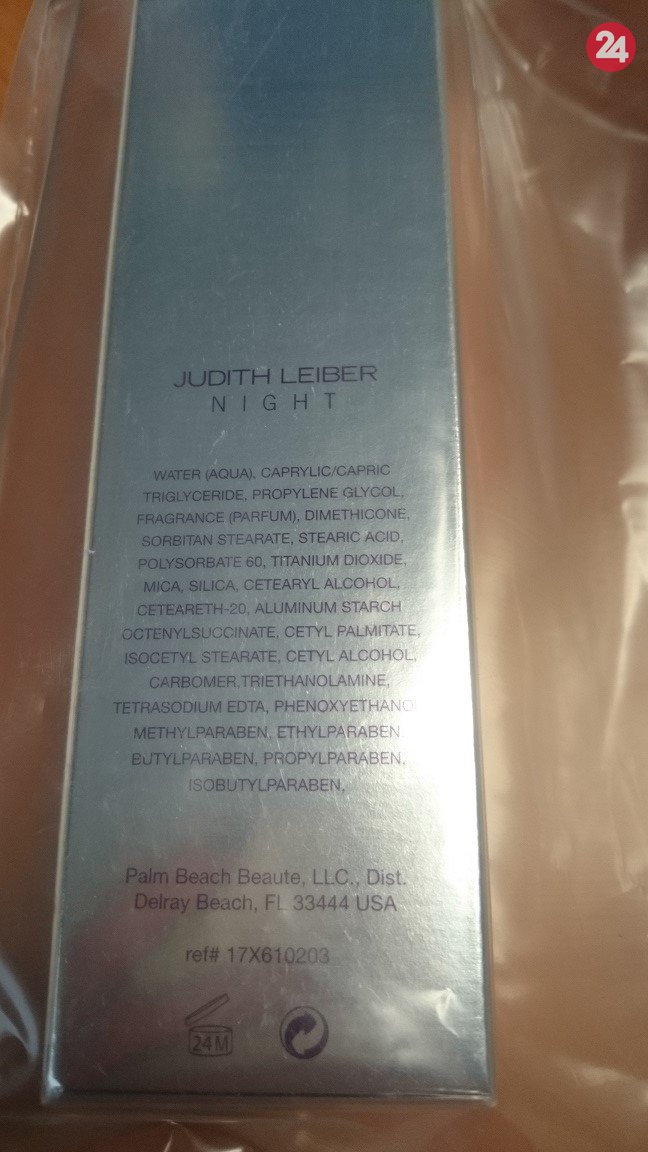 24
JUDITH LEIBER
NIGHT
WATER (AQUA), CAPRYLIC/CAPRIC
TRIGLYCERIDE, PROPYLENE GLYCOL,
FRAGRANCE (PARFUM), DIMETHICONE,
SORBITAN STEARATE, STEARIC ACID,
POLYSORBATE 60, TITANIUM DIOXIDE,
MICA, SILICA, CETEARYL ALCOHOL,
CETEARETH-20, ALUMINUM STARCH
OCTENYLSUCCINATE, CETYL PALMITATE,
ISOCETYL STEARATE, CETYL ALCOHOL,
CARBOMER,TRIETHANOLAMINE,
TETRASODIUM EDTA, PHENOXYETHANO
METHYLPARABEN, ETHYLPARABEN,
BUTYLPARABEN, PROPYLPARABEN,
ISOBUTYLPARABEN,
Palm Beach Beaute, LLC., Dist.
Delray Beach, FL 33444 USA
ref# 17X610203
24M